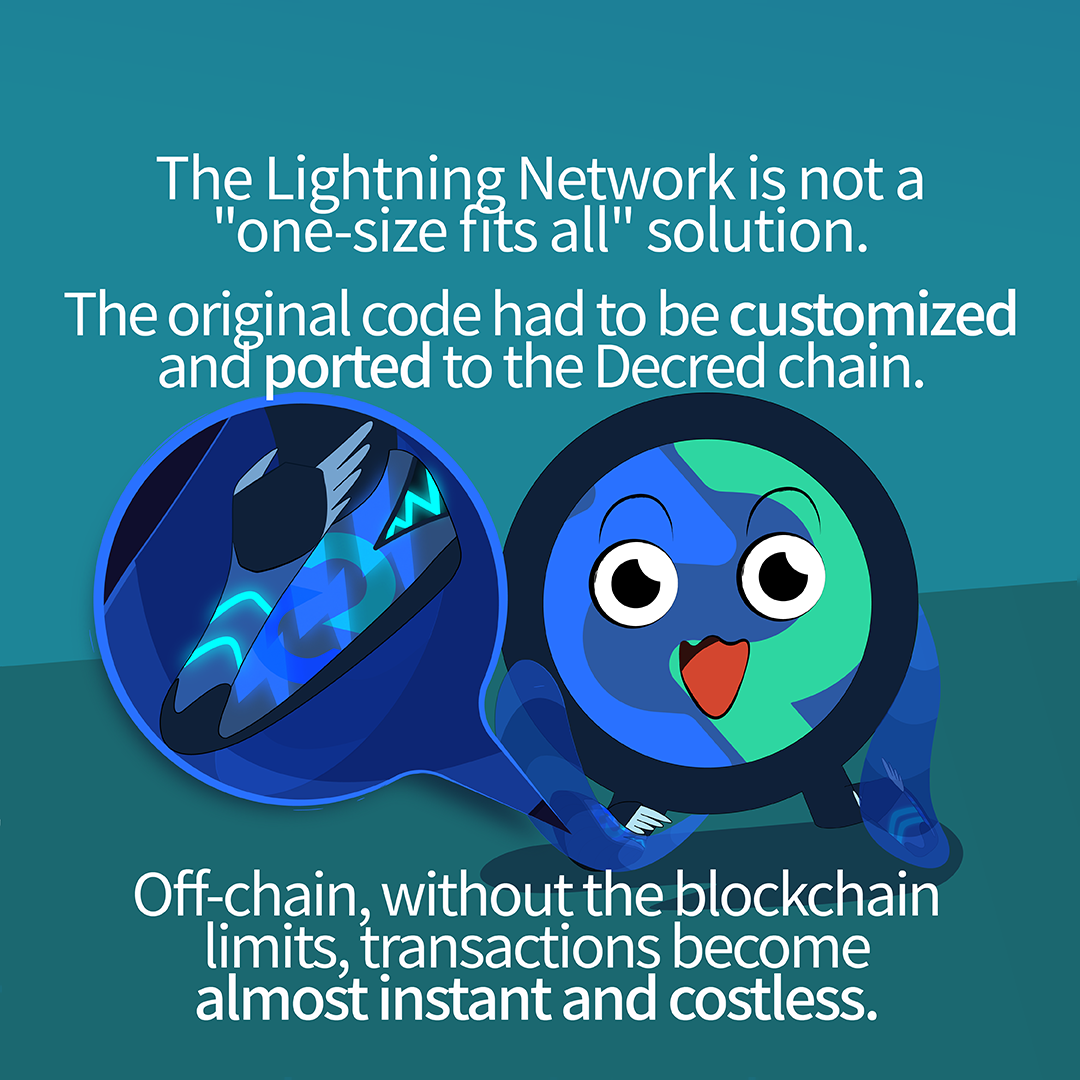 The Lightning Network is not a
"one-size fits all" solution.
The original code had to be customized
and ported to the Decred chain.
Off-chain, without the blockchain
limits, transactions become
almost instant and costless.